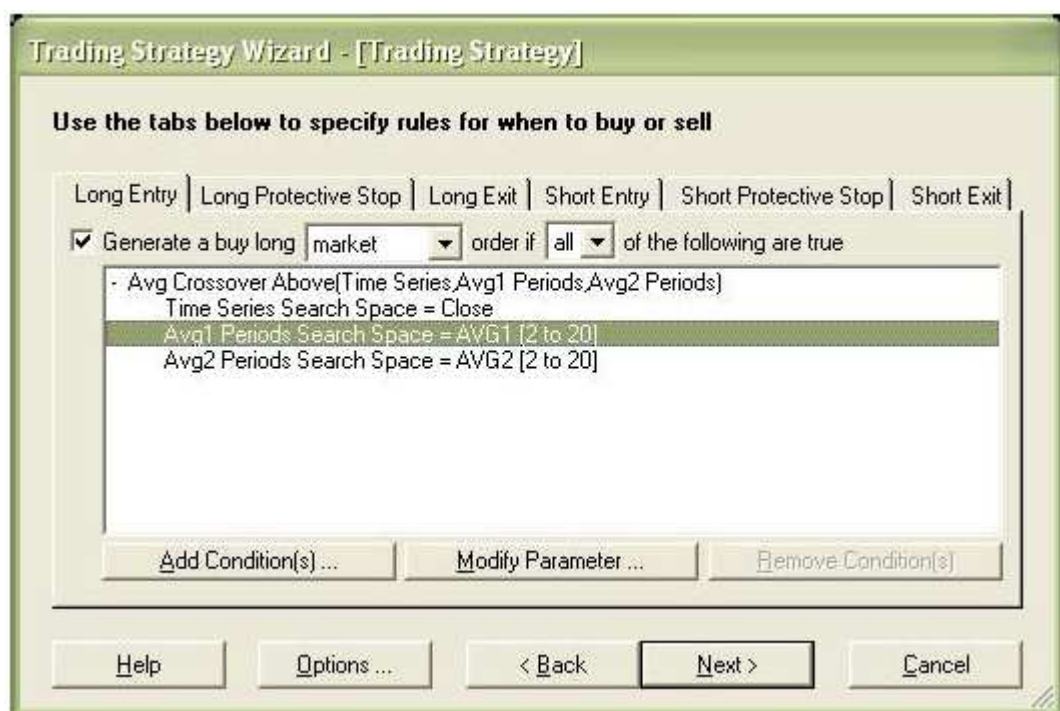 Trading Strategy Wizard - [Trading Strategy]
Use the tabs below to specify rules for when to buy or sell
Long Entry Long Protective Stop Long Exit Short Entry Short Protective Stop Short Exit
Generate a buy long market order if all of the following are true
- Avg Crossover Above(Time Series,Avg1 Periods,Avg2 Periods)
Time Series Search Space = Close
Avg1 Periods Search Space = AVG1 [2 to 20]
Avg2 Periods Search Space = AVG2 [2 to 20]
Add Condition(s) ... Modify Parameter ... Remove Condition(s)
Help Options ... < Back Next > Cancel